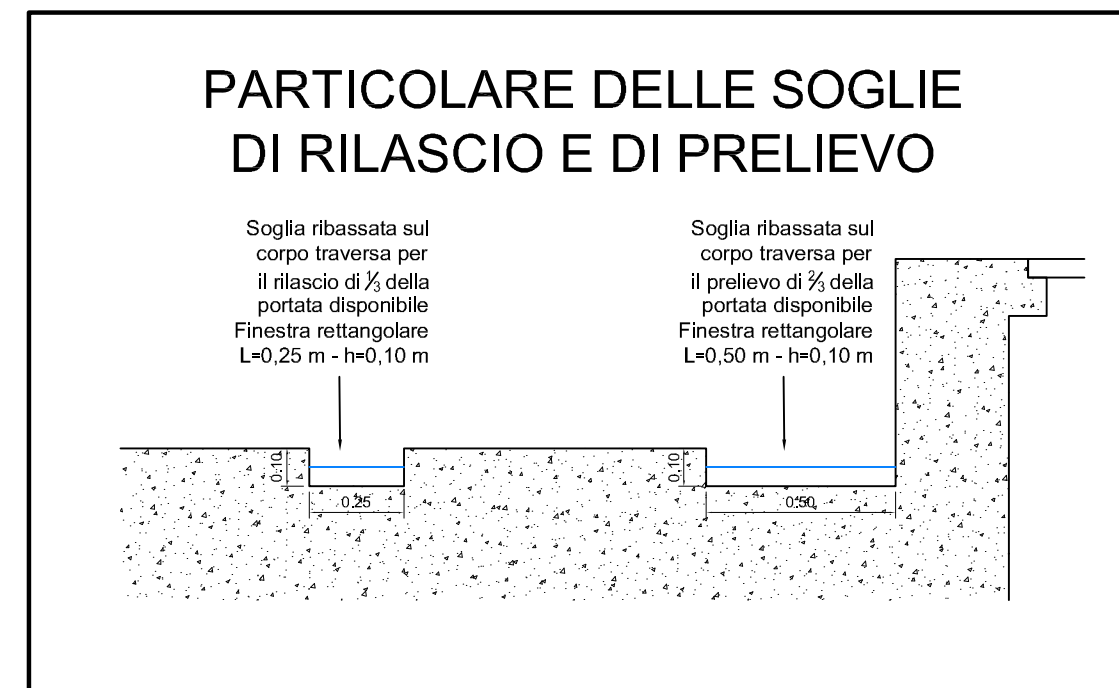 PARTICOLARE DELLE SOGLIE
DI RILASCIO E DI PRELIEVO
Soglia ribassata sul
corpo traversa per
il rilascio di ⅓ della
portata disponibile
Finestra rettangolare
L=0,25 m - h=0,10 m
Soglia ribassata sul
corpo traversa per
il prelievo di ⅔ della
portata disponibile
Finestra rettangolare
L=0,50 m - h=0,10 m
0.10
0.25
0.10
0.50